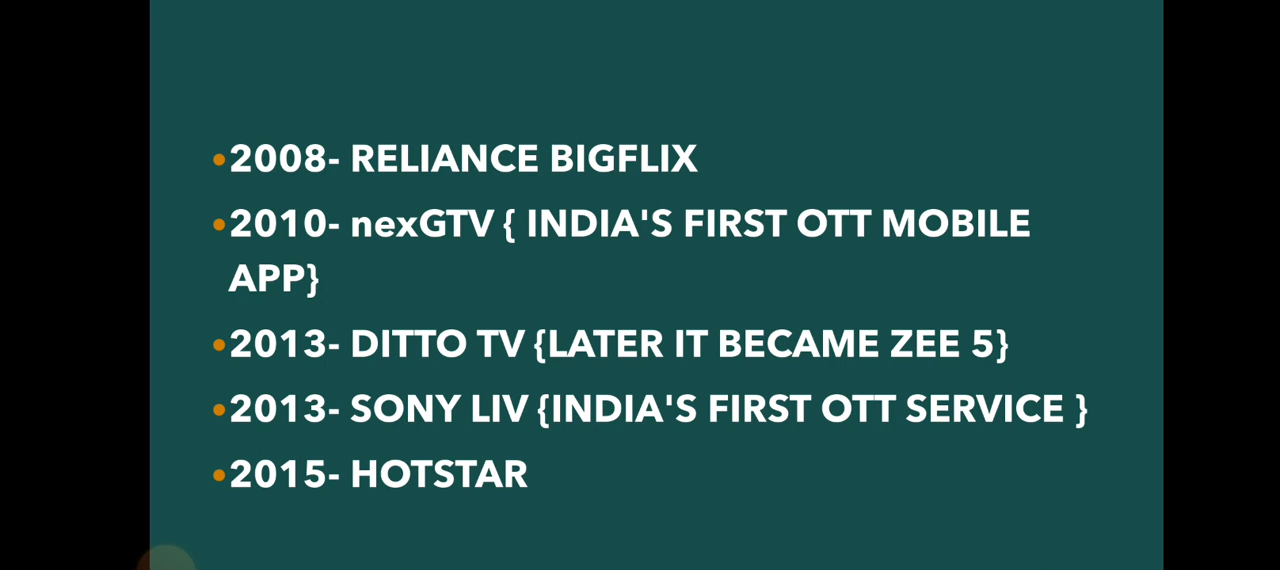 •2008- RELIANCE BIGFLIX
•2010- nexGTV { INDIA'S FIRST OTT MOBILE
APP}
•2013- DITTO TV {LATER IT BECAME ZEE 5}
•2013- SONY LIV {INDIA'S FIRST OTT SERVICE }
•2015- HOTSTAR